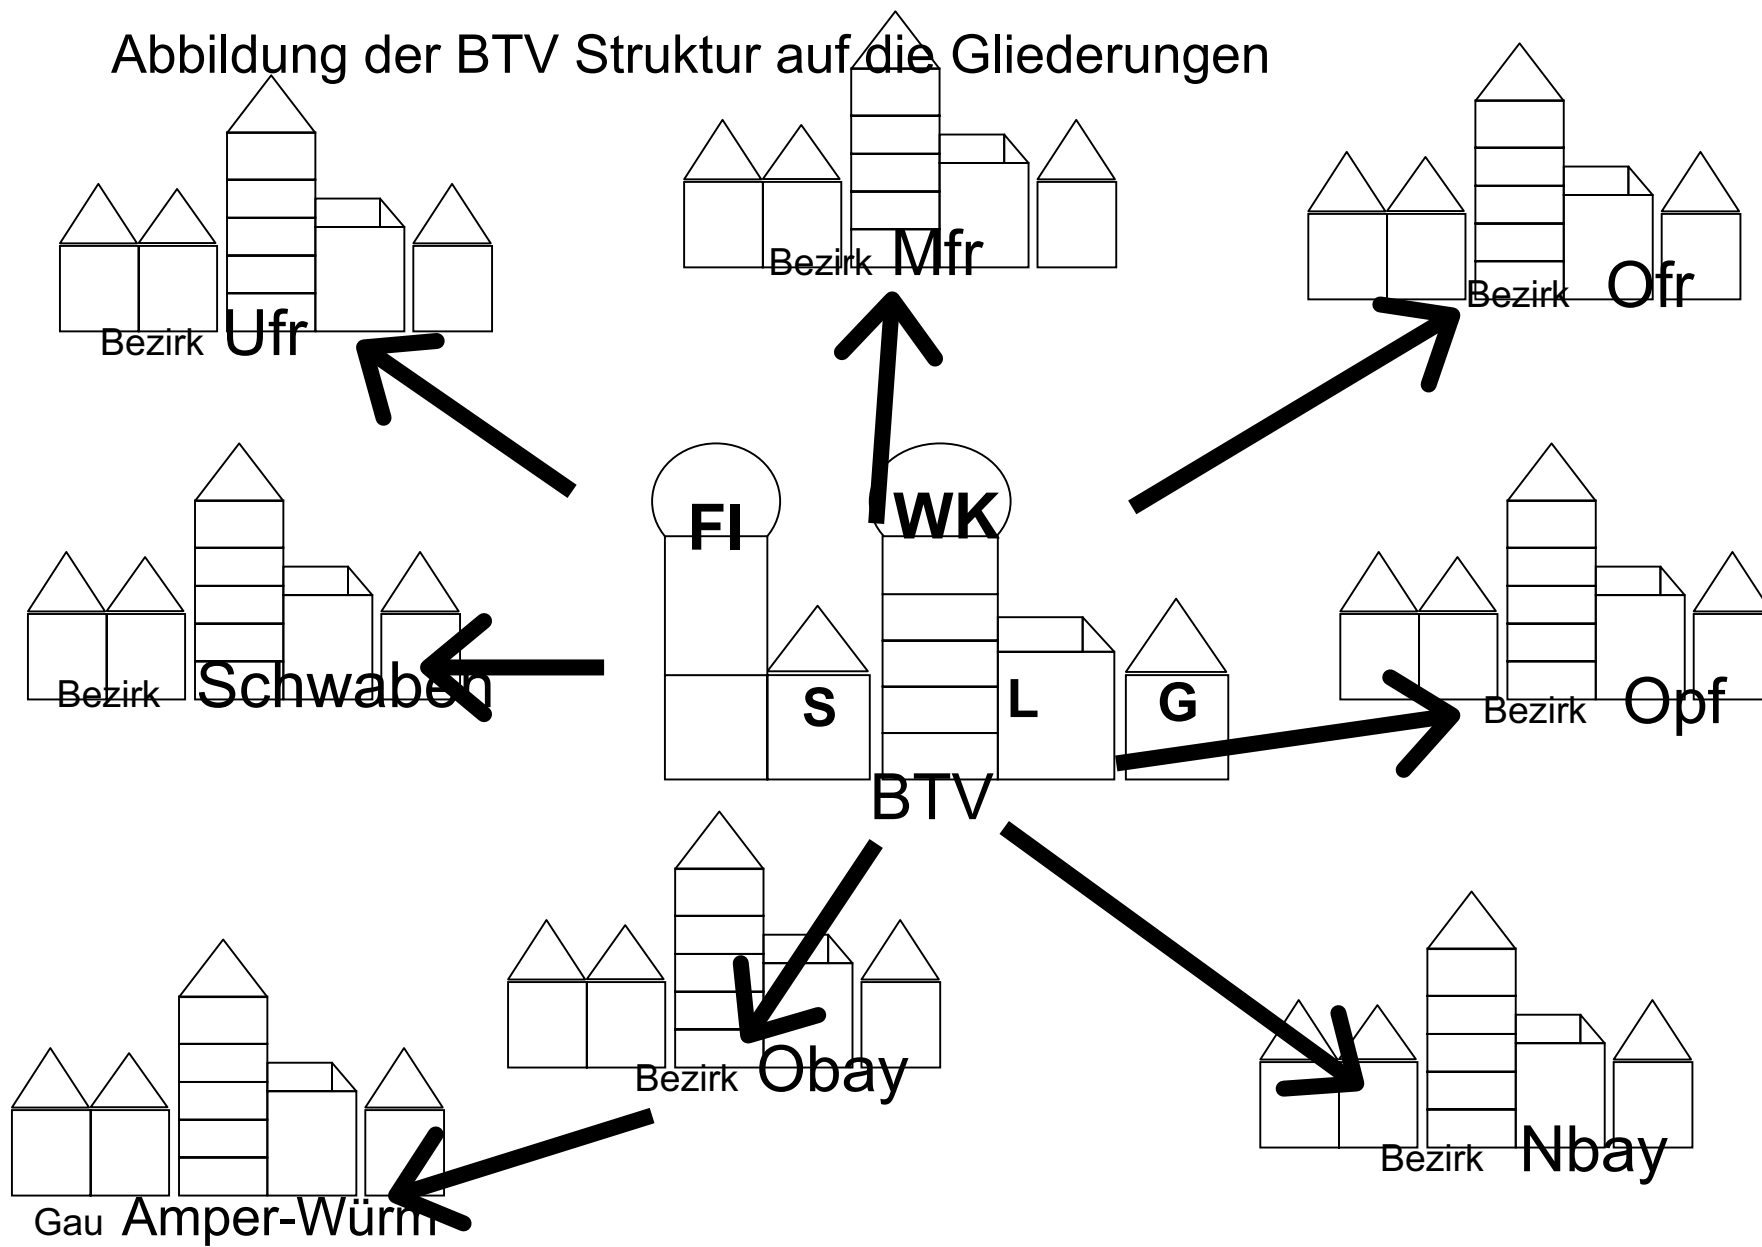 Abbildung der BTV Struktur auf die Gliederungen
Bezirk Mfr
Bezirk Ofr
Bezirk Ufr
FI
WK
Bezirk Schwaben
S
L
G
Bezirk Opf
BTV
Bezirk Obay
Bezirk Nbay
Gau Amper-Würm